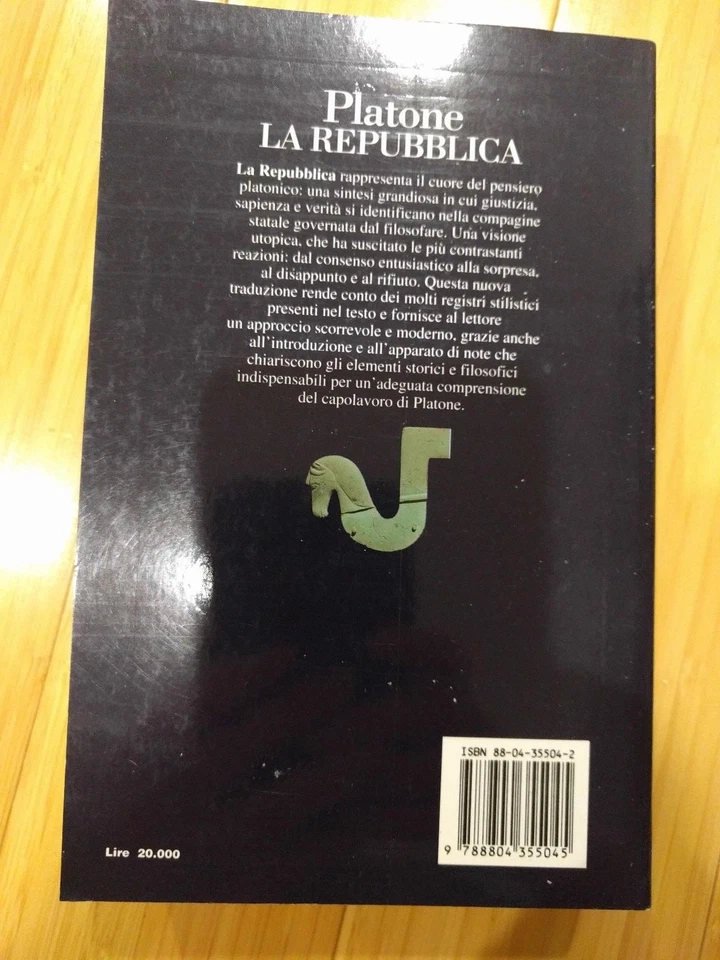 Platone
LA REPUBBLICA
La Repubblica rappresenta il cuore del pensiero
platonico: una sintesi grandiosa in cui giustizia,
sapienza e verità si identificano nella compagine
statale governata dal filosofare. Una visione
utopica, che ha suscitato le più contrastanti
reazioni: dal consenso entusiastico alla sorpresa,
al disappunto e al rifiuto. Questa nuova
traduzione rende conto dei molti registri stilistici
presenti nel testo e fornisce al lettore
un approccio scorrevole e moderno, grazie anche
all'introduzione e all'apparato di note che
chiariscono gli elementi storici e filosofici
indispensabili per un'adeguata comprensione
del capolavoro di Platone.
ISBN 88-04-35504-2
9 788804 355045
Lire 20.000